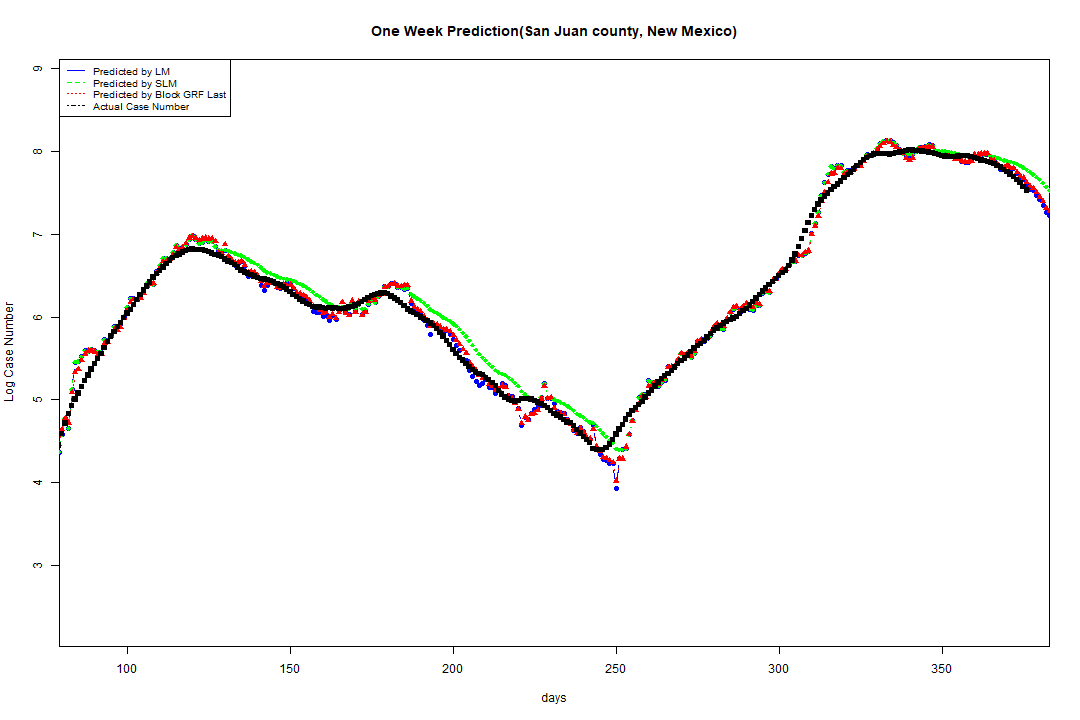 One Week Prediction(San Juan county, New Mexico)
Predicted by LM
Predicted by SLM
Predicted by Block GRF Last
Actual Case Number
9
8
7
6
5
4
3
Log Case Number
100 150 200 250 300 350
days